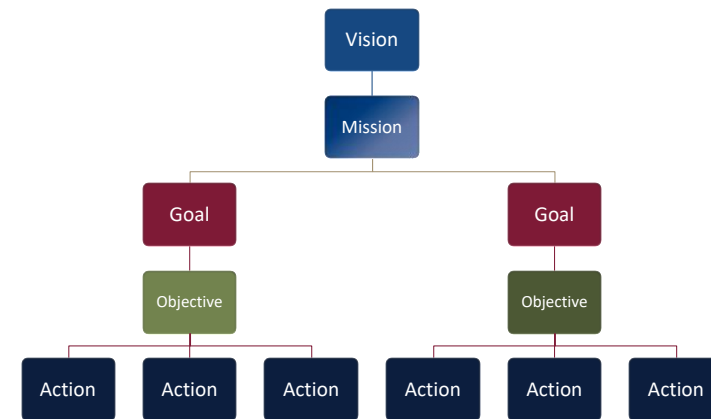 Vision
Mission
Goal
Goal
Objective
Objective
Action
Action
Action
Action
Action
Action